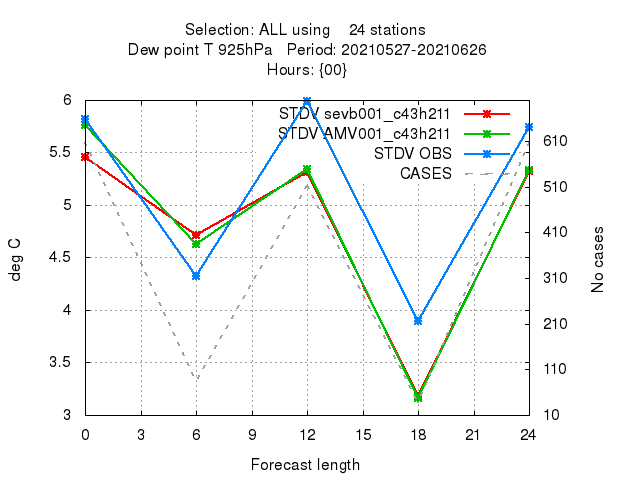 Selection: ALL using    24 stations
Dew point T 925hPa   Period: 20210527-20210626
Hours: {00}
STDV sevb001_c43h211
STDV AMV001_c43h211
STDV OBS
CASES
6
5.5
5
4.5
4
3.5
3
deg C
610
510
410
310
210
110
10
No cases
0 3 6 9 12 15 18 21 24
Forecast length